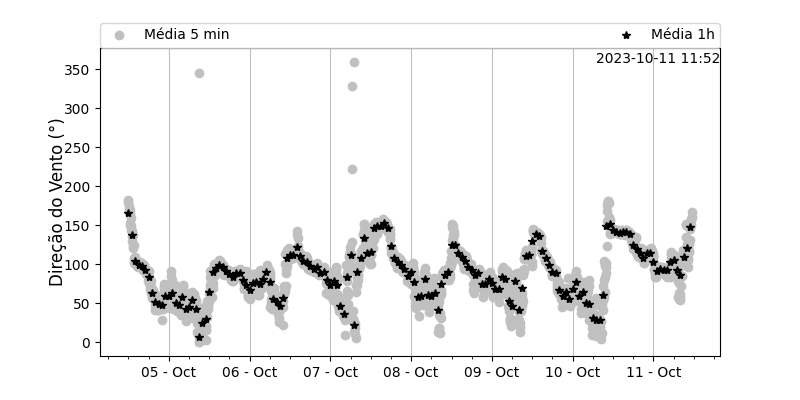 Média 5 min
Média 1h
2023-10-11 11:52
Direção do Vento (°)
350
300
250
200
150
100
50
0
05 - Oct
06 - Oct
07 - Oct
08 - Oct
09 - Oct
10 - Oct
11 - Oct